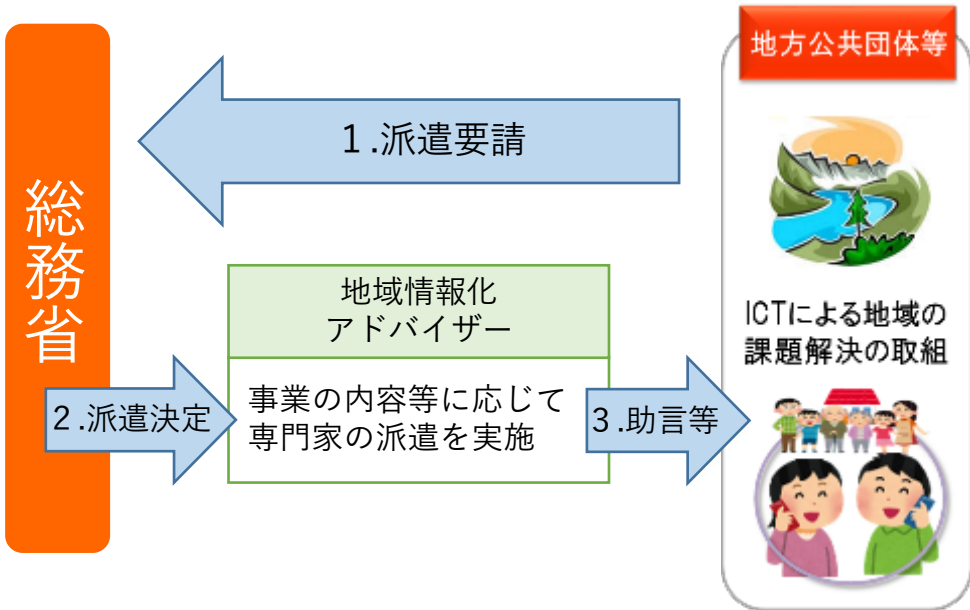 地方公共団体等
1.派遣要請
総務省
地域情報化
アドバイザー
ICTによる地域の
課題解決の取組
2.派遣決定
事業の内容等に応じて
専門家の派遣を実施
3.助言等